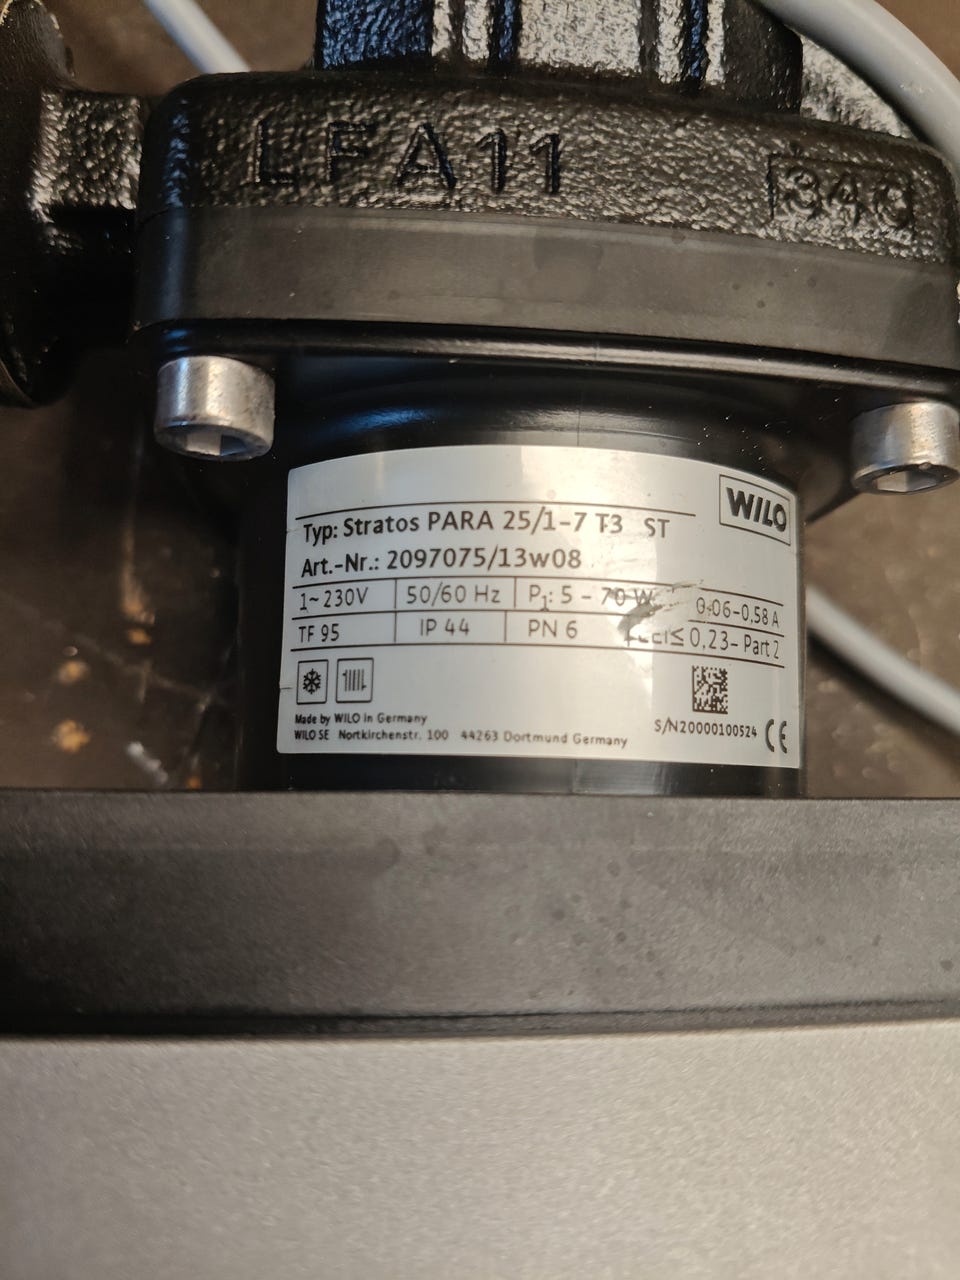 LFA11
340
WILO
Typ: Stratos PARA 25/1-7 T3 ST
Art.-Nr.: 2097075/13w08
1~230V 50/60 Hz P1: 5 - 70 W 0.06-0,58 A
TF 95 IP 44 PN 6 EEI≤ 0,23- Part 2
Made by WILO in Germany
WILO SE Nortkirchenstr. 100 44263 Dortmund Germany
S/N20000100524
CE